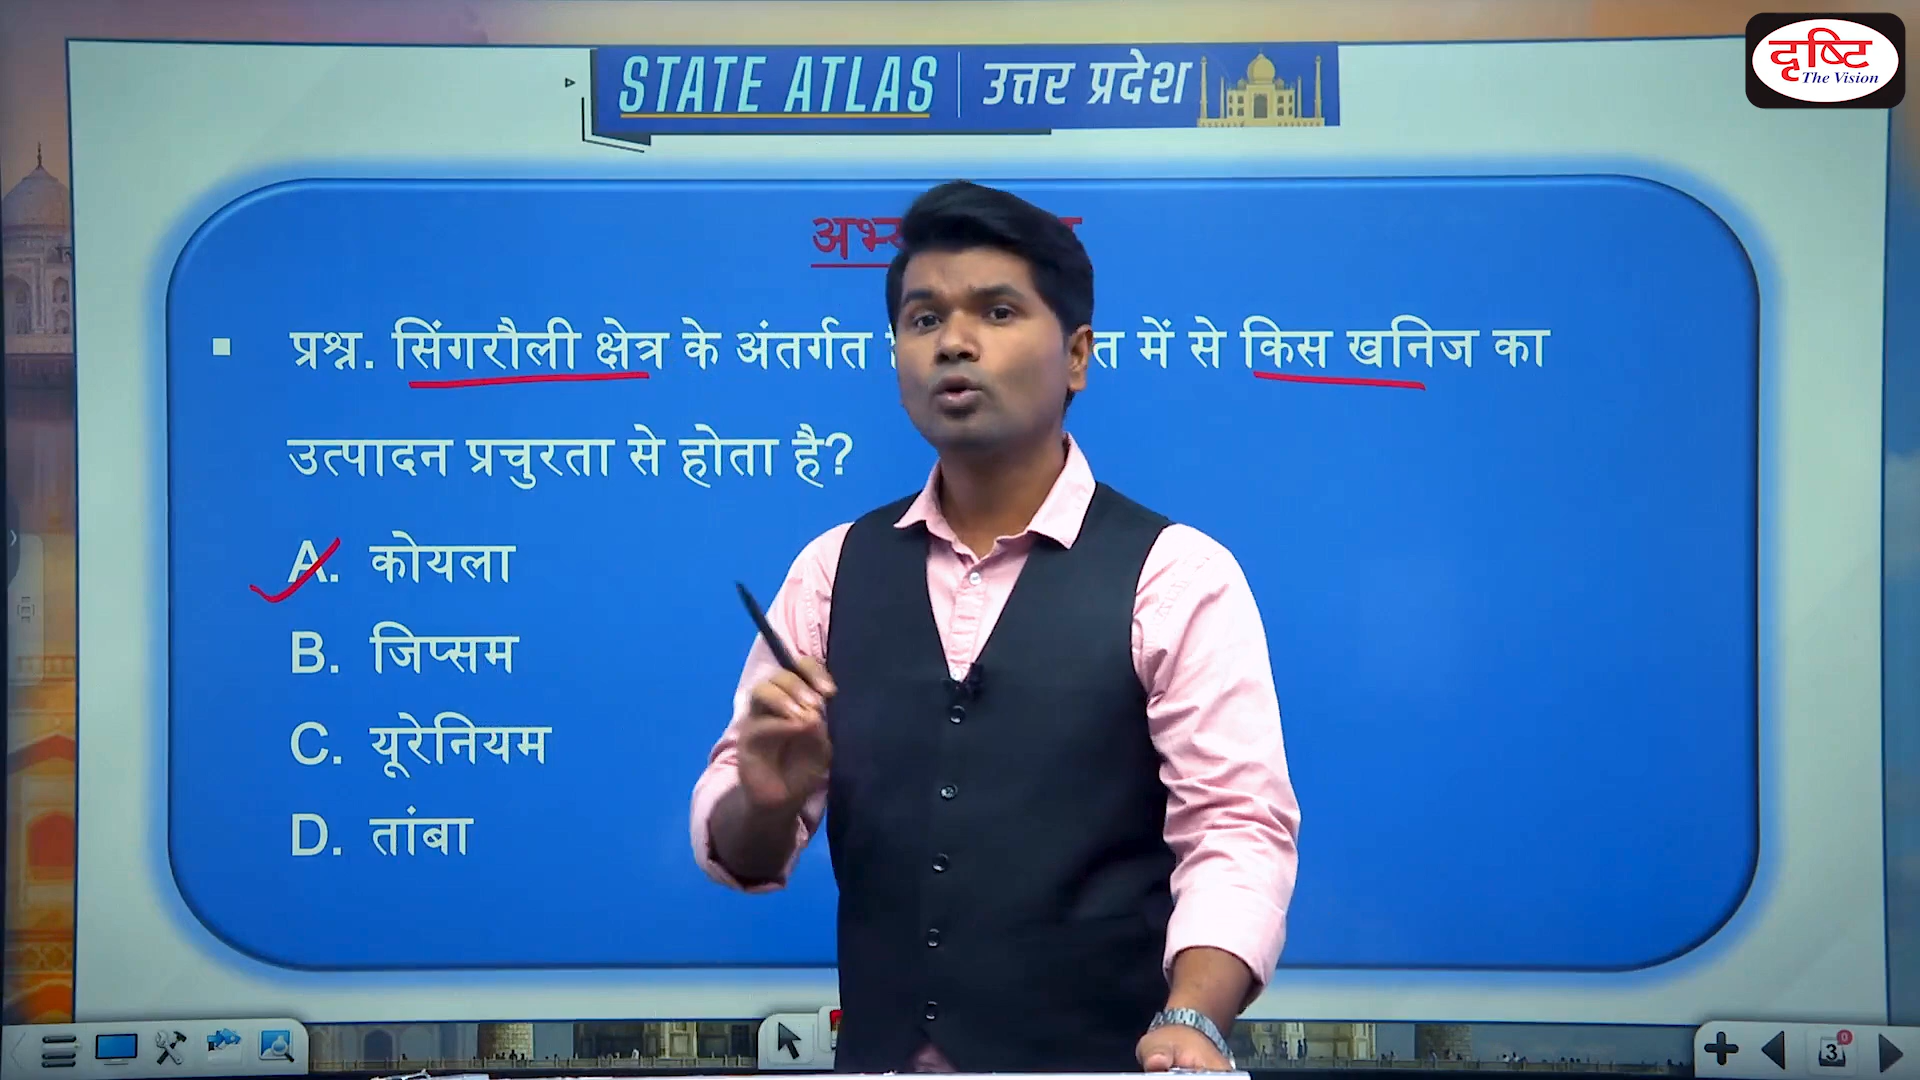 STATE ATLAS उत्तर प्रदेश
दृष्टि
The Vision
प्रश्न. सिंगरौली क्षेत्र के अंतर्गत में से किस खनिज का
उत्पादन प्रचुरता से होता है?
A. कोयला
B. जिप्सम
C. यूरेनियम
D. तांबा
3
0